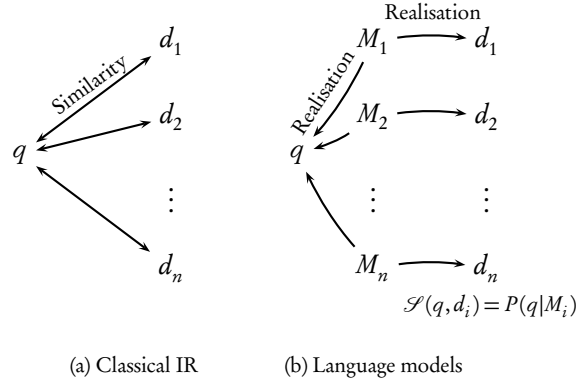 Realisation
d₁
M₁
d₁
Similarity
Realisation
d₂
M₂
d₂
q
q
⋮
⋮
⋮
dₙ
Mₙ
dₙ
𝒮(q,dᵢ)=P(q|Mᵢ)
(a) Classical IR
(b) Language models